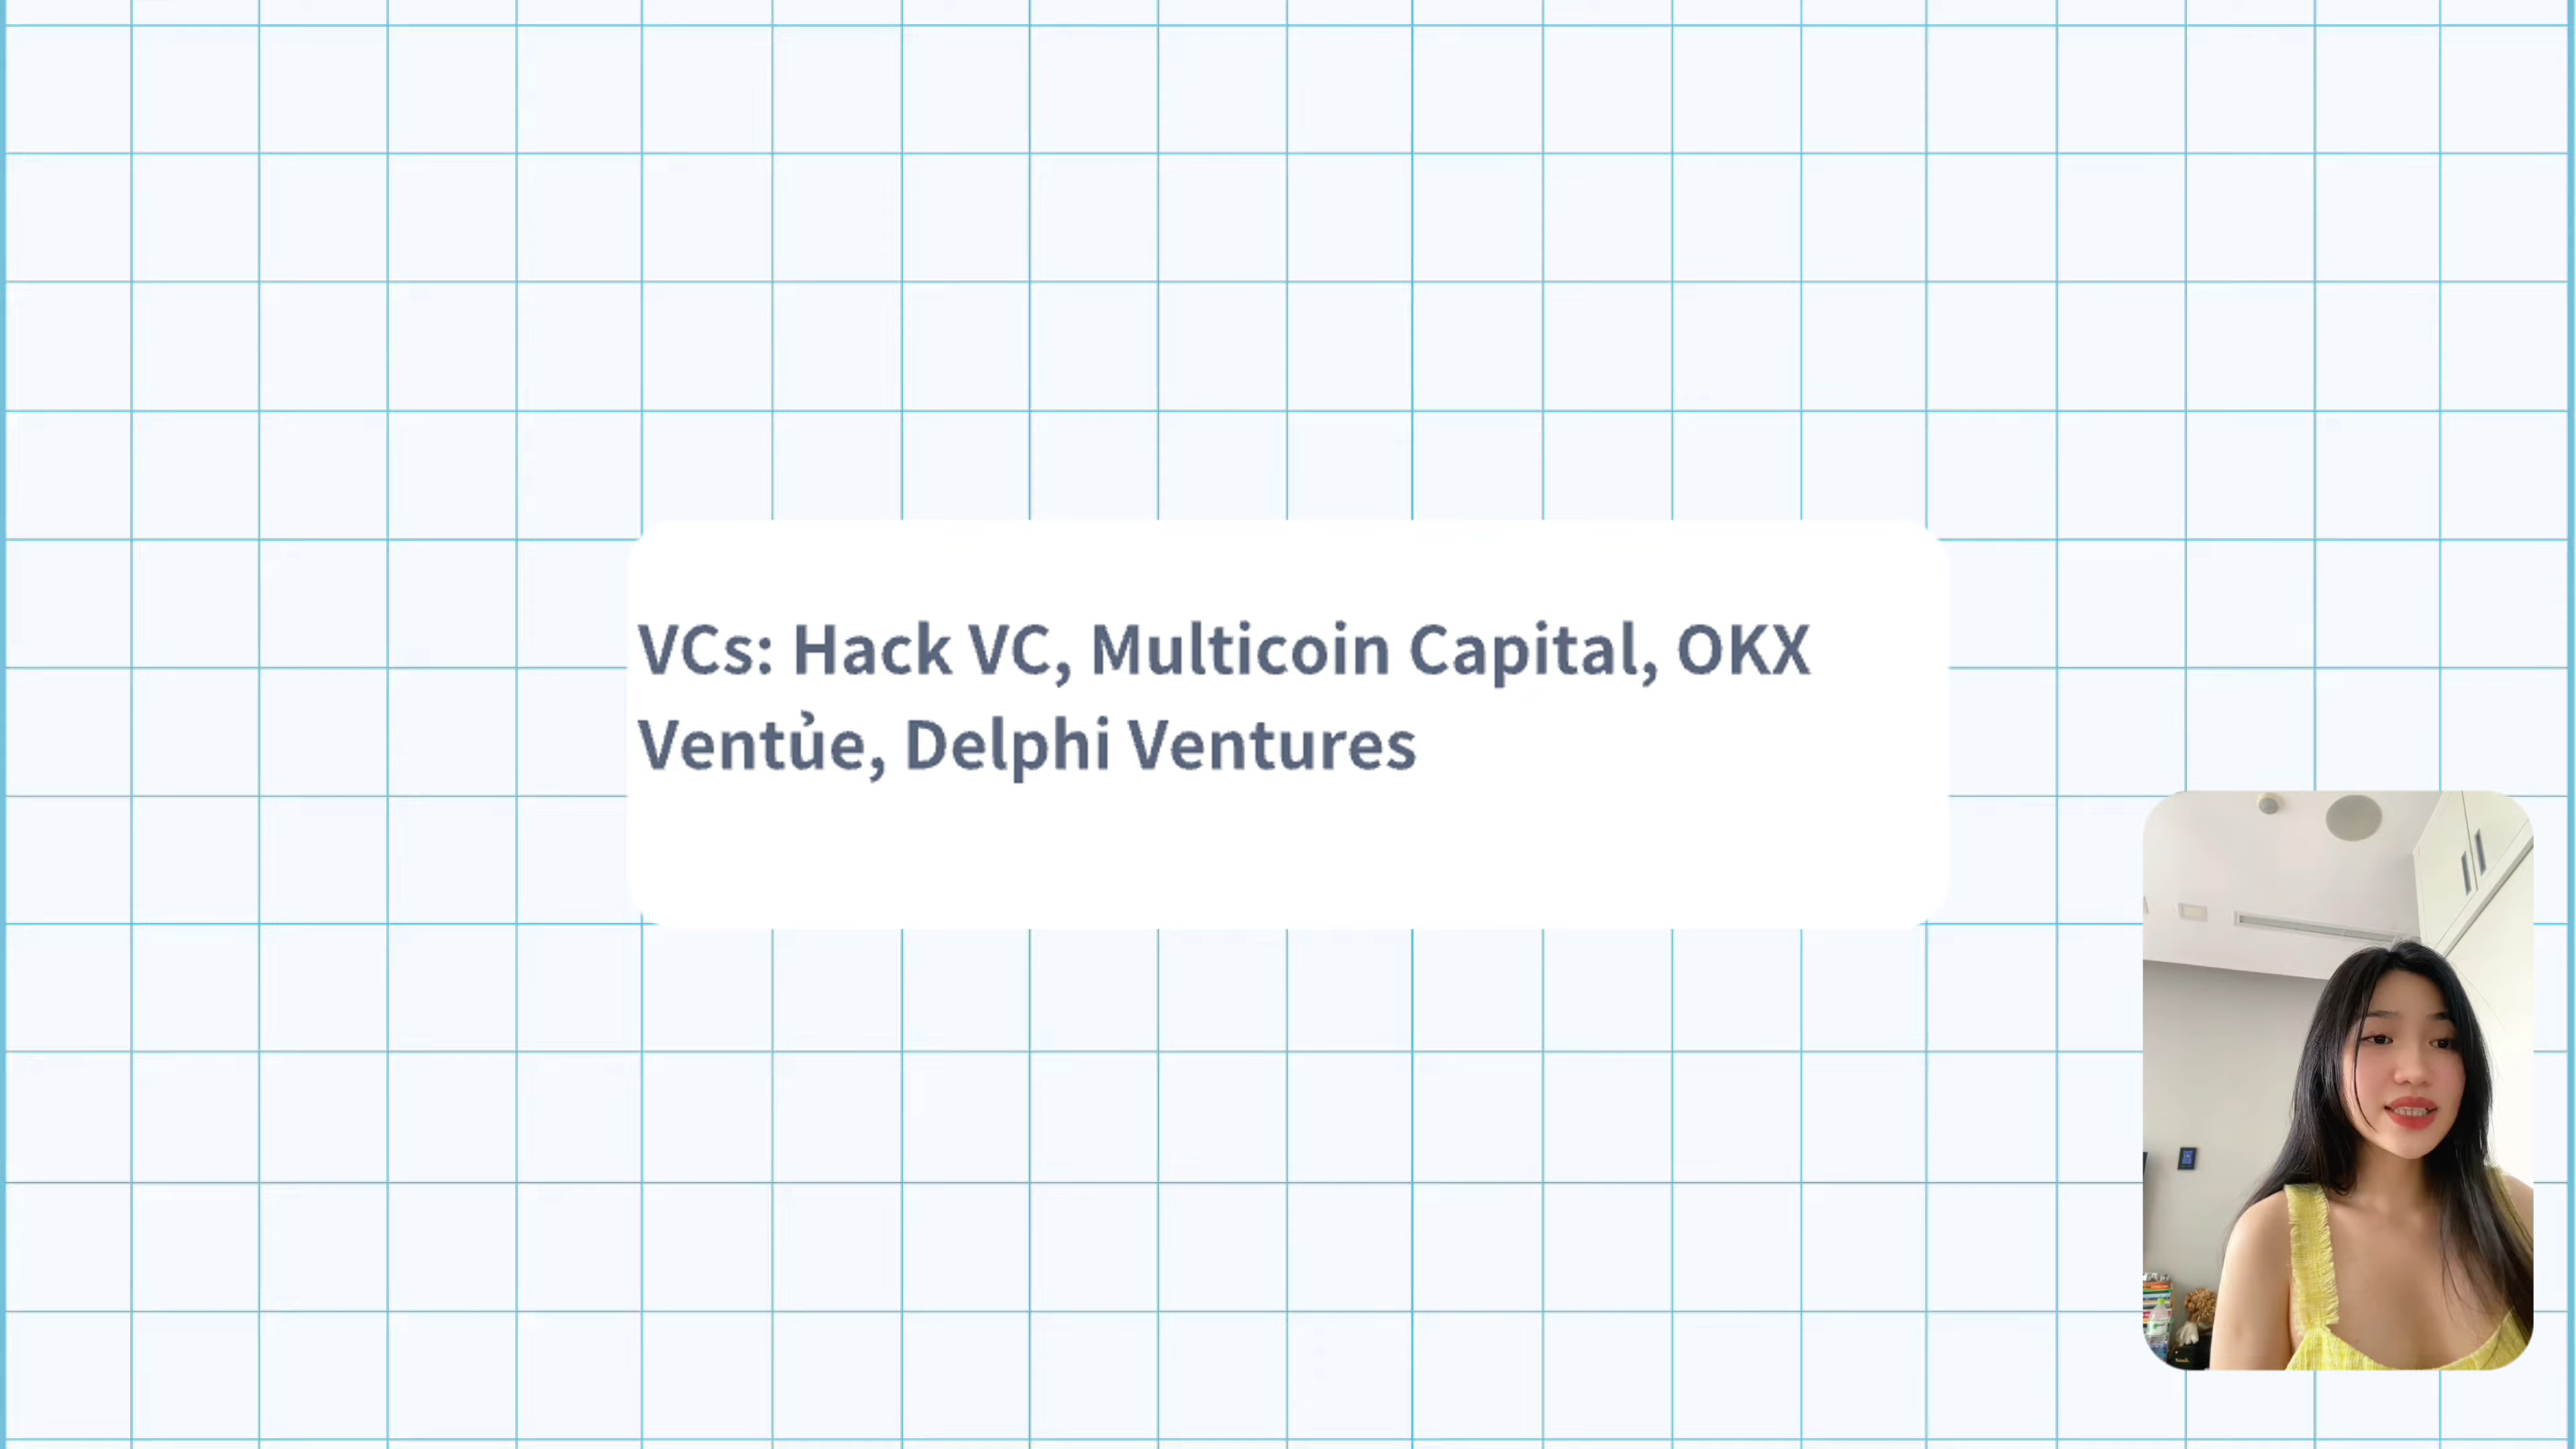 VCs: Hack VC, Multicoin Capital, OKX
Ventủe, Delphi Ventures